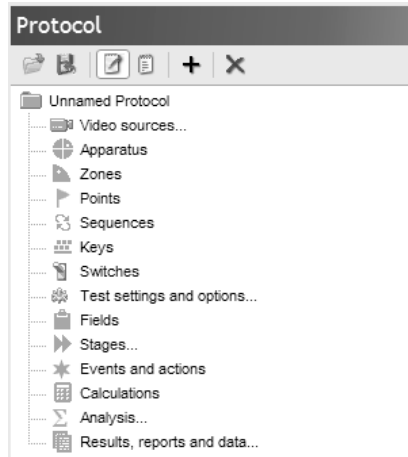 Protocol
Unnamed Protocol
Video sources...
Apparatus
Zones
Points
Sequences
Keys
Switches
Test settings and options...
Fields
Stages...
Events and actions
Calculations
Analysis...
Results, reports and data...